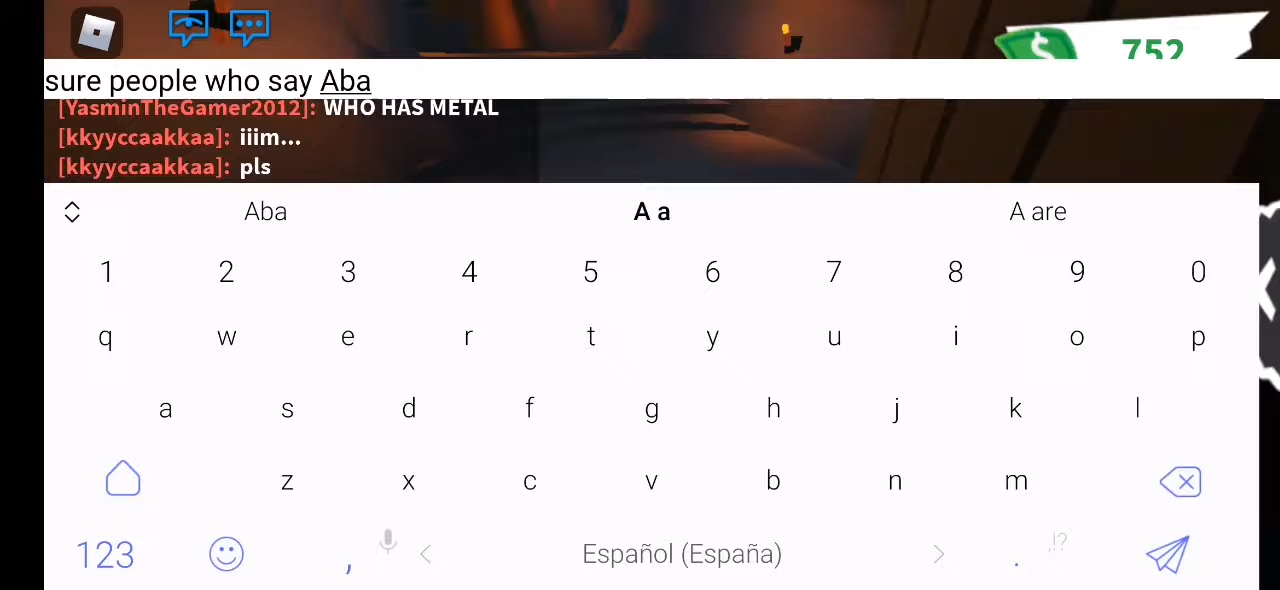 752
sure people who say Aba
[YasminTheGamer2012]: WHO HAS METAL
[kkyyccaakkaa]: iiim...
[kkyyccaakkaa]: pls
Aba A a A are
1 2 3 4 5 6 7 8 9 0
q w e r t y u i o p
a s d f g h j k l
z x c v b n m
123 , Español (España) . ,!?